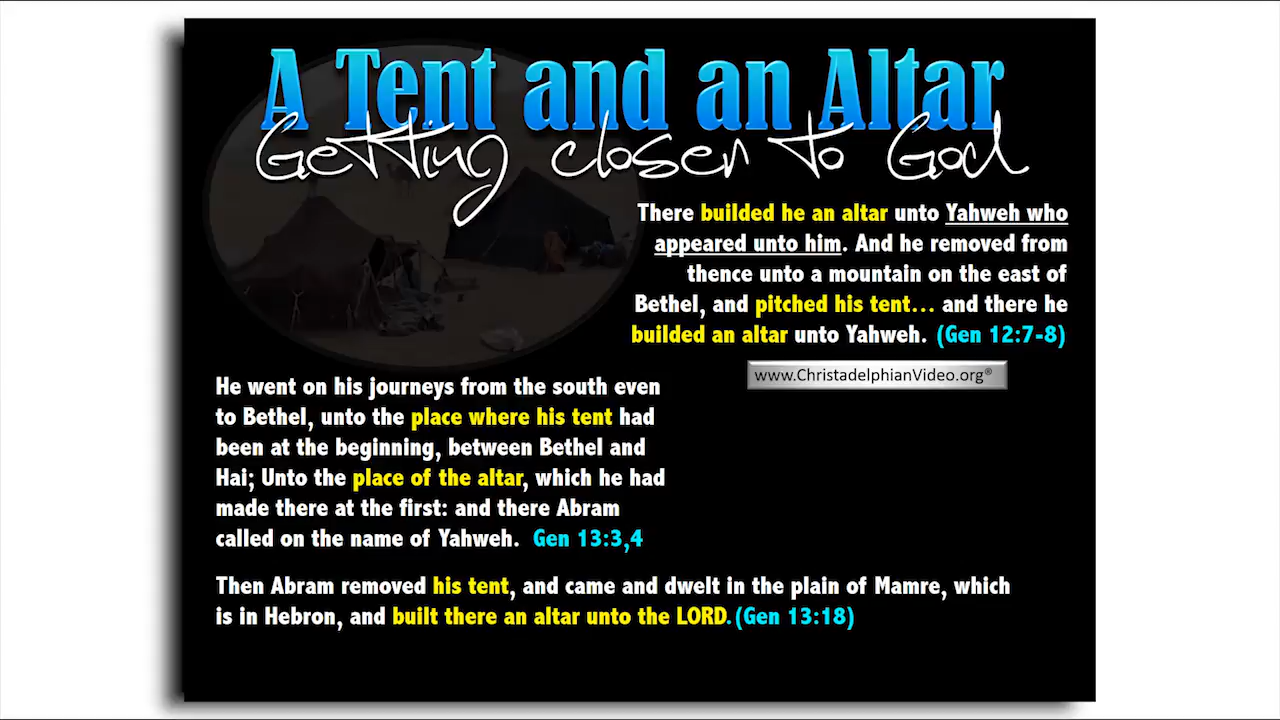 A Tent and an Altar
Getting closer to God
There builded he an altar unto Yahweh who
appeared unto him. And he removed from
thence unto a mountain on the east of
Bethel, and pitched his tent... and there he
builded an altar unto Yahweh. (Gen 12:7-8)
www.ChristadelphianVideo.org®
He went on his journeys from the south even
to Bethel, unto the place where his tent had
been at the beginning, between Bethel and
Hai; Unto the place of the altar, which he had
made there at the first: and there Abram
called on the name of Yahweh. Gen 13:3,4
Then Abram removed his tent, and came and dwelt in the plain of Mamre, which
is in Hebron, and built there an altar unto the LORD. (Gen 13:18)